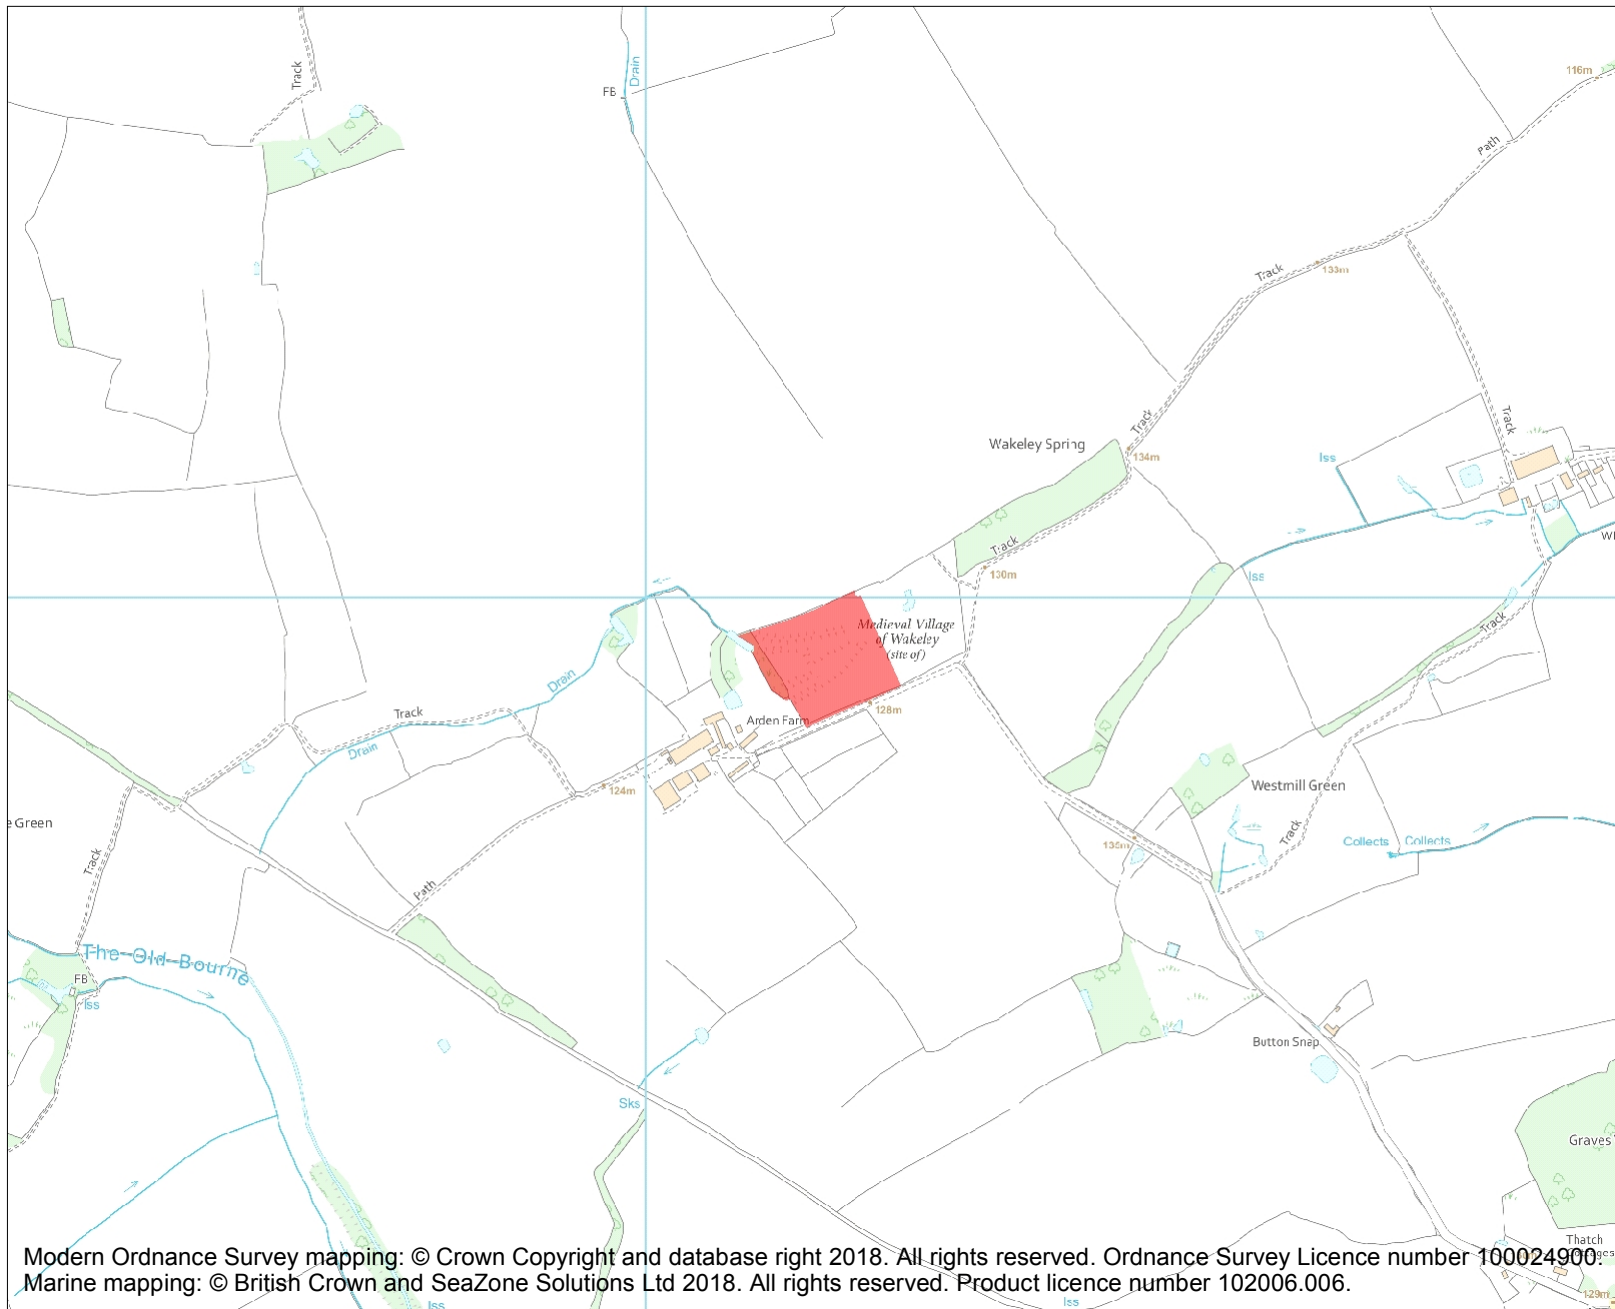 Track
Drain
FB
116m
Path
Track
133m
Track
Wakeley Spring
Track
134m
Iss
Track
130m
Iss
Medieval Village
of Wakeley
(site of)
Track
Drain
Track
Arden Farm
128m
Drain
124m
Westmill Green
e Green
Track
Track
Collects
Collects
Path
The Old Bourne
FB
Iss
Button Snap
Sks
Graves
Thatch
Cottages
129m
Iss
Iss
Modern Ordnance Survey mapping: © Crown Copyright and database right 2018. All rights reserved. Ordnance Survey Licence number 100024900.
Marine mapping: © British Crown and SeaZone Solutions Ltd 2018. All rights reserved. Product licence number 102006.006.